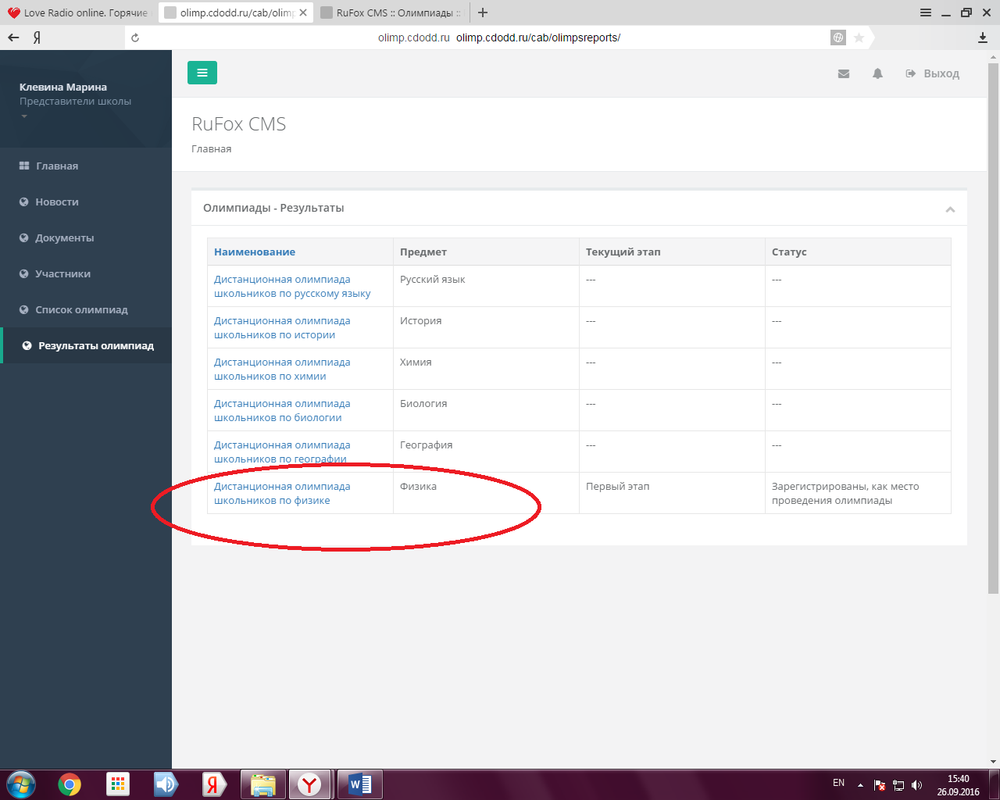 Love Radio online. Горячие
olimp.cdodd.ru/cab/olimp
RuFox CMS :: Олимпиады ::
Я
olimp.cdodd.ru olimp.cdodd.ru/cab/olimpsreports/
Клевина Марина
Представители школы
Выход
RuFox CMS
Главная
Главная
Новости
Документы
Участники
Список олимпиад
Результаты олимпиад
Олимпиады - Результаты
Наименование Предмет Текущий этап Статус
Дистанционная олимпиада
школьников по русскому языку
Русский язык --- ---
Дистанционная олимпиада
школьников по истории
История --- ---
Дистанционная олимпиада
школьников по химии
Химия --- ---
Дистанционная олимпиада
школьников по биологии
Биология --- ---
Дистанционная олимпиада
школьников по географии
География --- ---
Дистанционная олимпиада
школьников по физике
Физика
Первый этап
Зарегистрированы, как место
проведения олимпиады
Я
Y
W
EN
15:40
26.09.2016